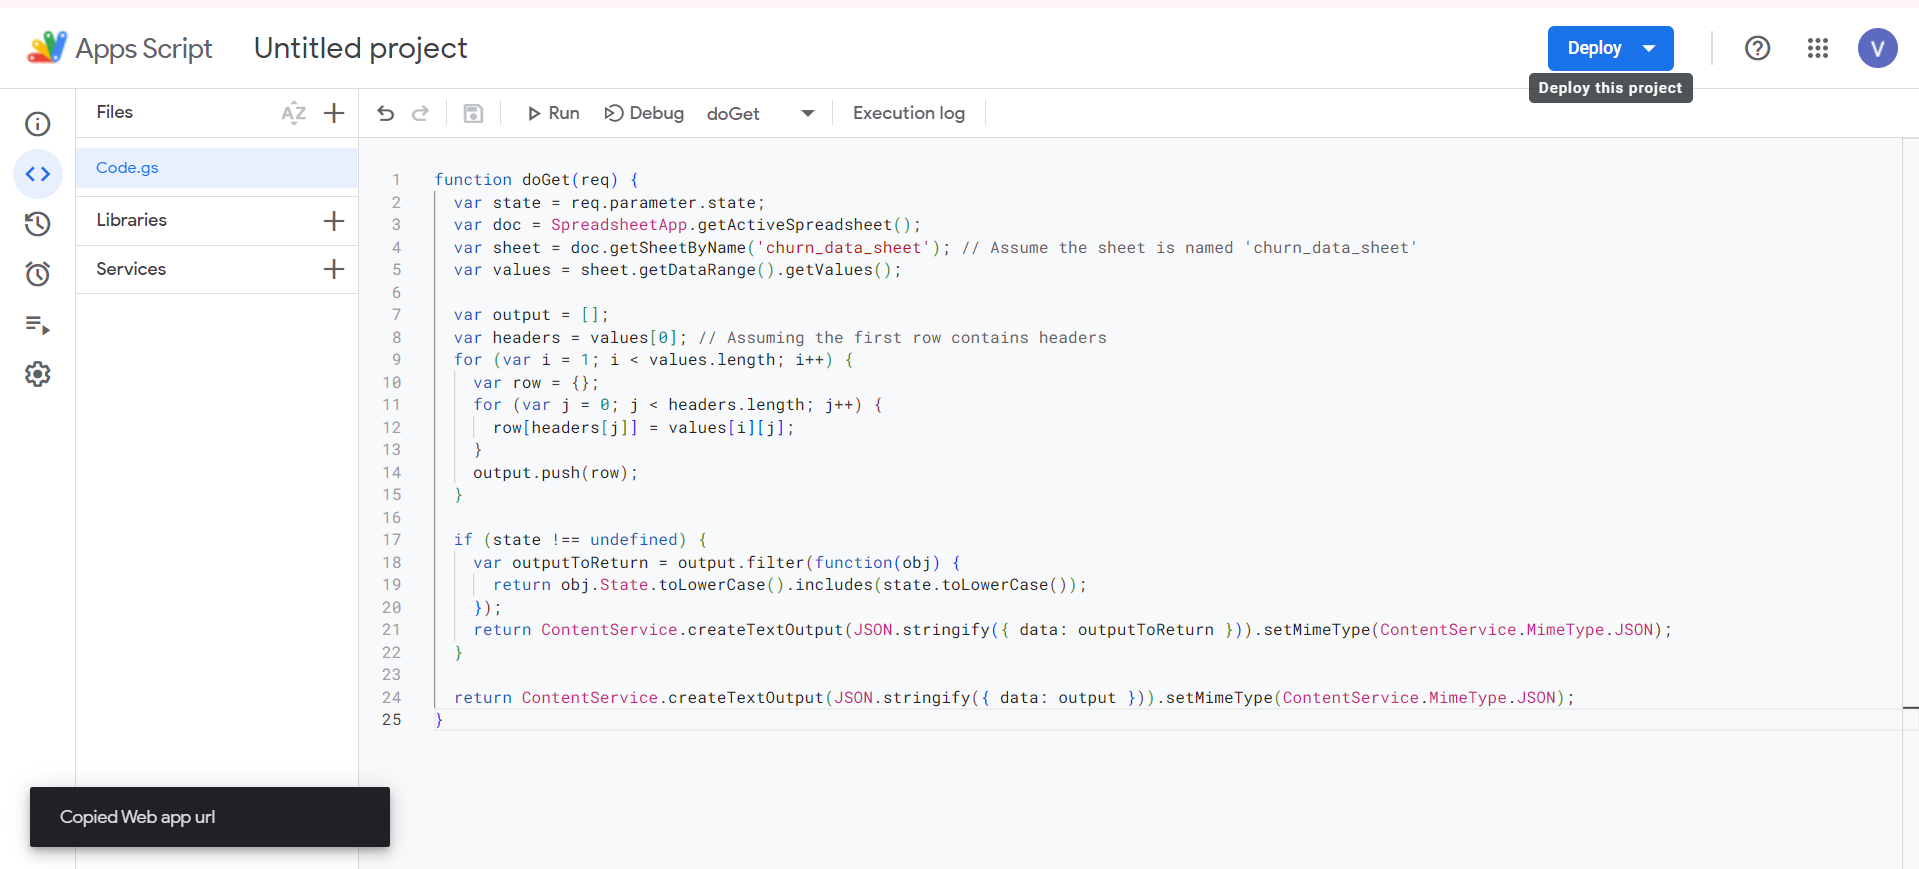 Apps Script
Untitled project
Deploy
V
Deploy this project
Files
AZ
Run
Debug
doGet
Execution log
Code.gs
Libraries
Services
1 function doGet(req) {
2 var state = req.parameter.state;
3 var doc = SpreadsheetApp.getActiveSpreadsheet();
4 var sheet = doc.getSheetByName('churn_data_sheet'); // Assume the sheet is named 'churn_data_sheet'
5 var values = sheet.getDataRange().getValues();
6
7 var output = [];
8 var headers = values[0]; // Assuming the first row contains headers
9 for (var i = 1; i < values.length; i++) {
10 var row = {};
11 for (var j = 0; j < headers.length; j++) {
12 row[headers[j]] = values[i][j];
13 }
14 output.push(row);
15 }
16
17 if (state !== undefined) {
18 var outputToReturn = output.filter(function(obj) {
19 return obj.State.toLowerCase().includes(state.toLowerCase());
20 });
21 return ContentService.createTextOutput(JSON.stringify({ data: outputToReturn })).setMimeType(ContentService.MimeType.JSON);
22 }
23
24 return ContentService.createTextOutput(JSON.stringify({ data: output })).setMimeType(ContentService.MimeType.JSON);
25 }
Copied Web app url